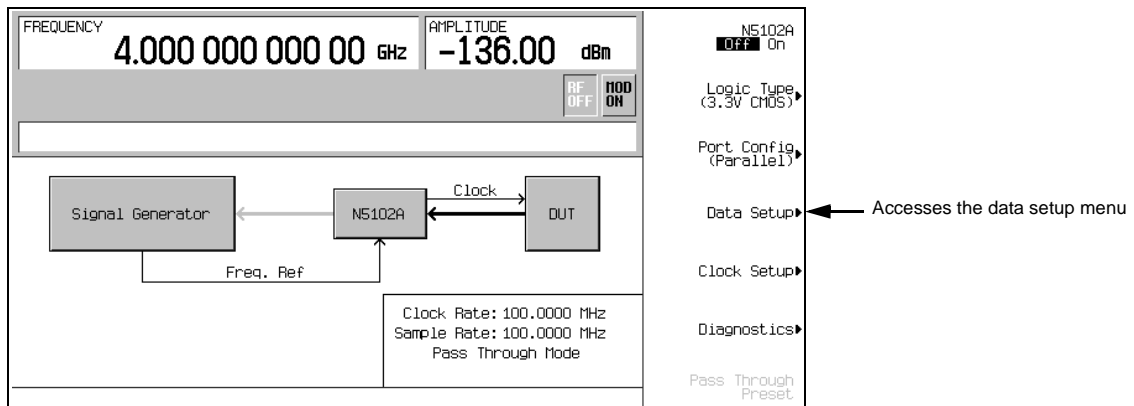 FREQUENCY
4.000 000 000 00 GHz
AMPLITUDE
-136.00 dBm
RF
OFF
MOD
ON
N5102A
Off On
Logic Type
(3.3V CMOS)
Port Config
(Parallel)
Data Setup
Accesses the data setup menu
Clock Setup
Diagnostics
Pass Through
Preset
Signal Generator
N5102A
Clock
DUT
Freq. Ref
Clock Rate: 100.0000 MHz
Sample Rate: 100.0000 MHz
Pass Through Mode